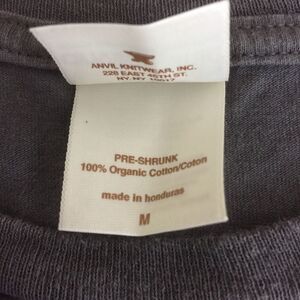 ANVIL KNITWEAR, INC.
228 EAST 45TH ST.
NY, NY 10017
PRE-SHRUNK
100% Organic Cotton/Coton
made in honduras
M